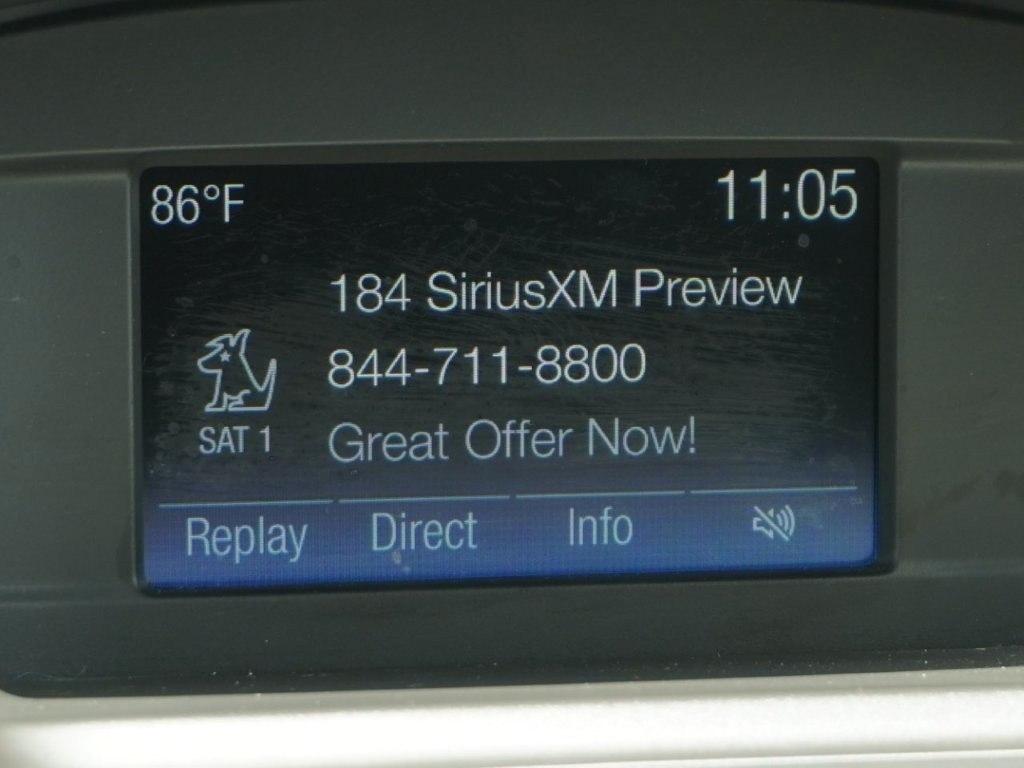 86°F 11:05
184 SiriusXM Preview
844-711-8800
SAT 1 Great Offer Now!
Replay Direct Info